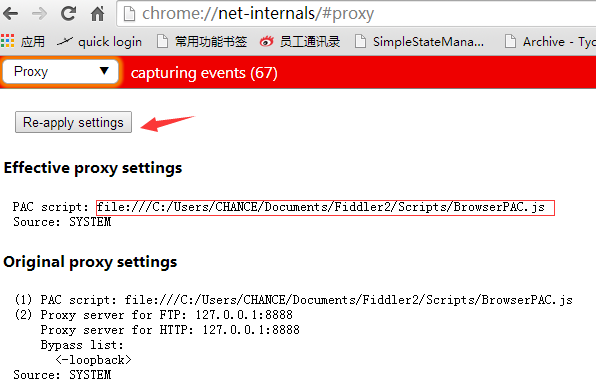 chrome://net-internals/#proxy
应用 quick login 常用功能书签 员工通讯录 SimpleStateMana... Archive - Tyc
Proxy ▼ capturing events (67)
Re-apply settings
Effective proxy settings
PAC script: file:///C:/Users/CHANCE/Documents/Fiddler2/Scripts/BrowserPAC.js
Source: SYSTEM
Original proxy settings
(1) PAC script: file:///C:/Users/CHANCE/Documents/Fiddler2/Scripts/BrowserPAC.js
(2) Proxy server for FTP: 127.0.0.1:8888
Proxy server for HTTP: 127.0.0.1:8888
Bypass list:
<-loopback>
Source: SYSTEM